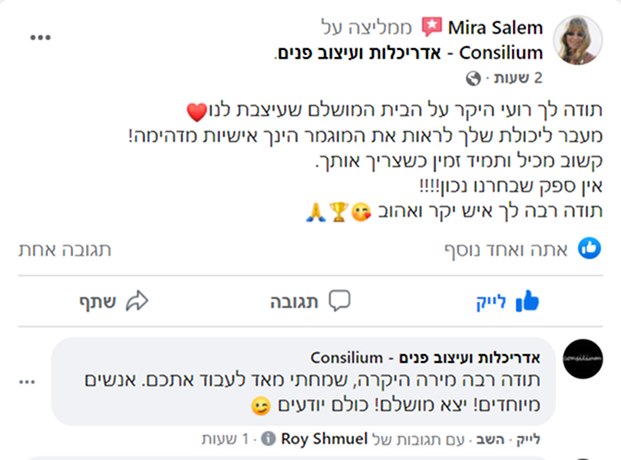 Mira Salem ממליצה על
Consilium - אדריכלות ועיצוב פנים.
2 שעות ·
תודה לך רועי היקר על הבית המושלם שעיצבת לנו❤️
מעבר ליכולת שלך לראות את המוגמר הינך אישיות מדהימה!
קשוב מכיל ותמיד זמין כשצריך אותך.
אין ספק שבחרנו נכון!!!!
תודה רבה לך איש יקר ואהוב 😋🏆🙏
אתה ואחד נוסף
תגובה אחת
לייק
תגובה
שתף
consilium
אדריכלות ועיצוב פנים - Consilium
תודה רבה מירה היקרה, שמחתי מאד לעבוד אתכם. אנשים
מיוחדים! יצא מושלם! כולם יודעים 😉
לייק · השב · עם תגובות של Roy Shmuel · 1 שעות